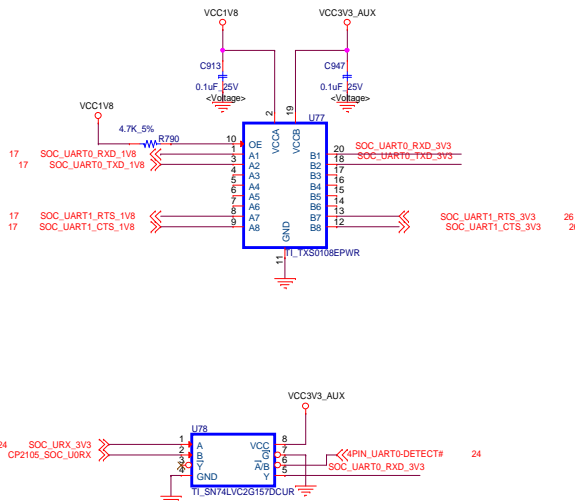 VCC1V8 VCC3V3_AUX
C913 C947
0.1uF_25V 0.1uF_25V
<Voltage> <Voltage>
VCC1V8
2 19 U77
4.7K_5%
R790 10 OE VCCA VCCB
17 SOC_UART0_RXD_1V8 1 A1 B1 20 SOC_UART0_RXD_3V3
17 SOC_UART0_TXD_1V8 3 A2 B2 18 SOC_UART0_TXD_3V3
4 A3 B3 17
5 A4 B4 16
6 A5 B5 15
7 A6 B6 14
17 SOC_UART1_RTS_1V8 8 A7 B7 13 SOC_UART1_RTS_3V3 26
17 SOC_UART1_CTS_1V8 9 A8 B8 12 SOC_UART1_CTS_3V3
GND
11 TI_TXS0108EPWR
VCC3V3_AUX
U78
24 SOC_URX_3V3 1 A VCC 8
CP2105_SOC_U0RX 2 B G 7 4PIN_UART0-DETECT# 24
3 Y A/B 6 SOC_UART0_RXD_3V3
4 GND Y 5
TI_SN74LVC2G157DCUR